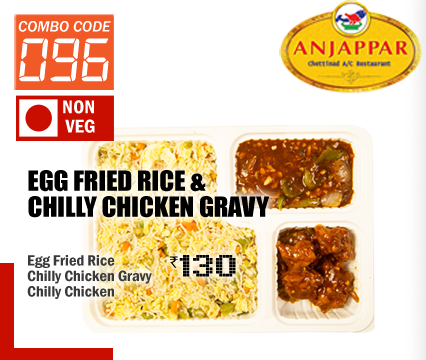 COMBO CODE
096
NON
VEG
ANJAPPAR
Chettinad A/C Restaurant
EGG FRIED RICE &
CHILLY CHICKEN GRAVY
Egg Fried Rice
Chilly Chicken Gravy
Chilly Chicken
₹130